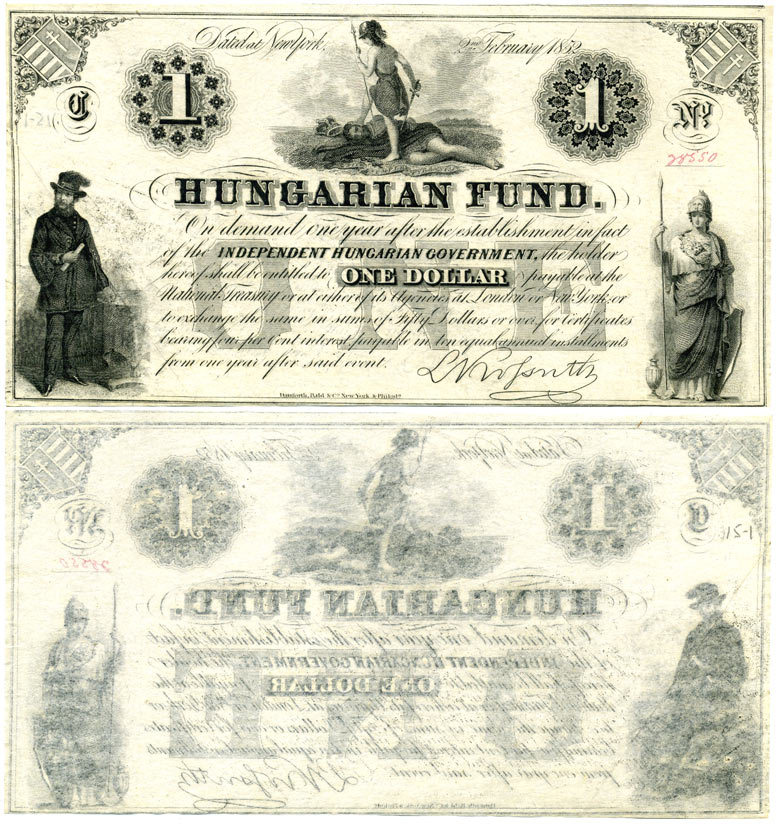 Dated at New York, 2nd February 1852
1 1
C No
28550
HUNGARIAN FUND.
On demand one year after the establishment in fact
of the INDEPENDENT HUNGARIAN GOVERNMENT, the holder
hereof shall be entitled to ONE DOLLAR payable at the
National Treasury or at either of its Agencies at London or New York, or
to exchange the same in sums of Fifty Dollars or over for Certificates
bearing four per Cent interest, payable in ten equal annual installments
from one year after said event.
ONE
L Kossuth
Danforth, Bald & Co. New York & Philada.
1-S1